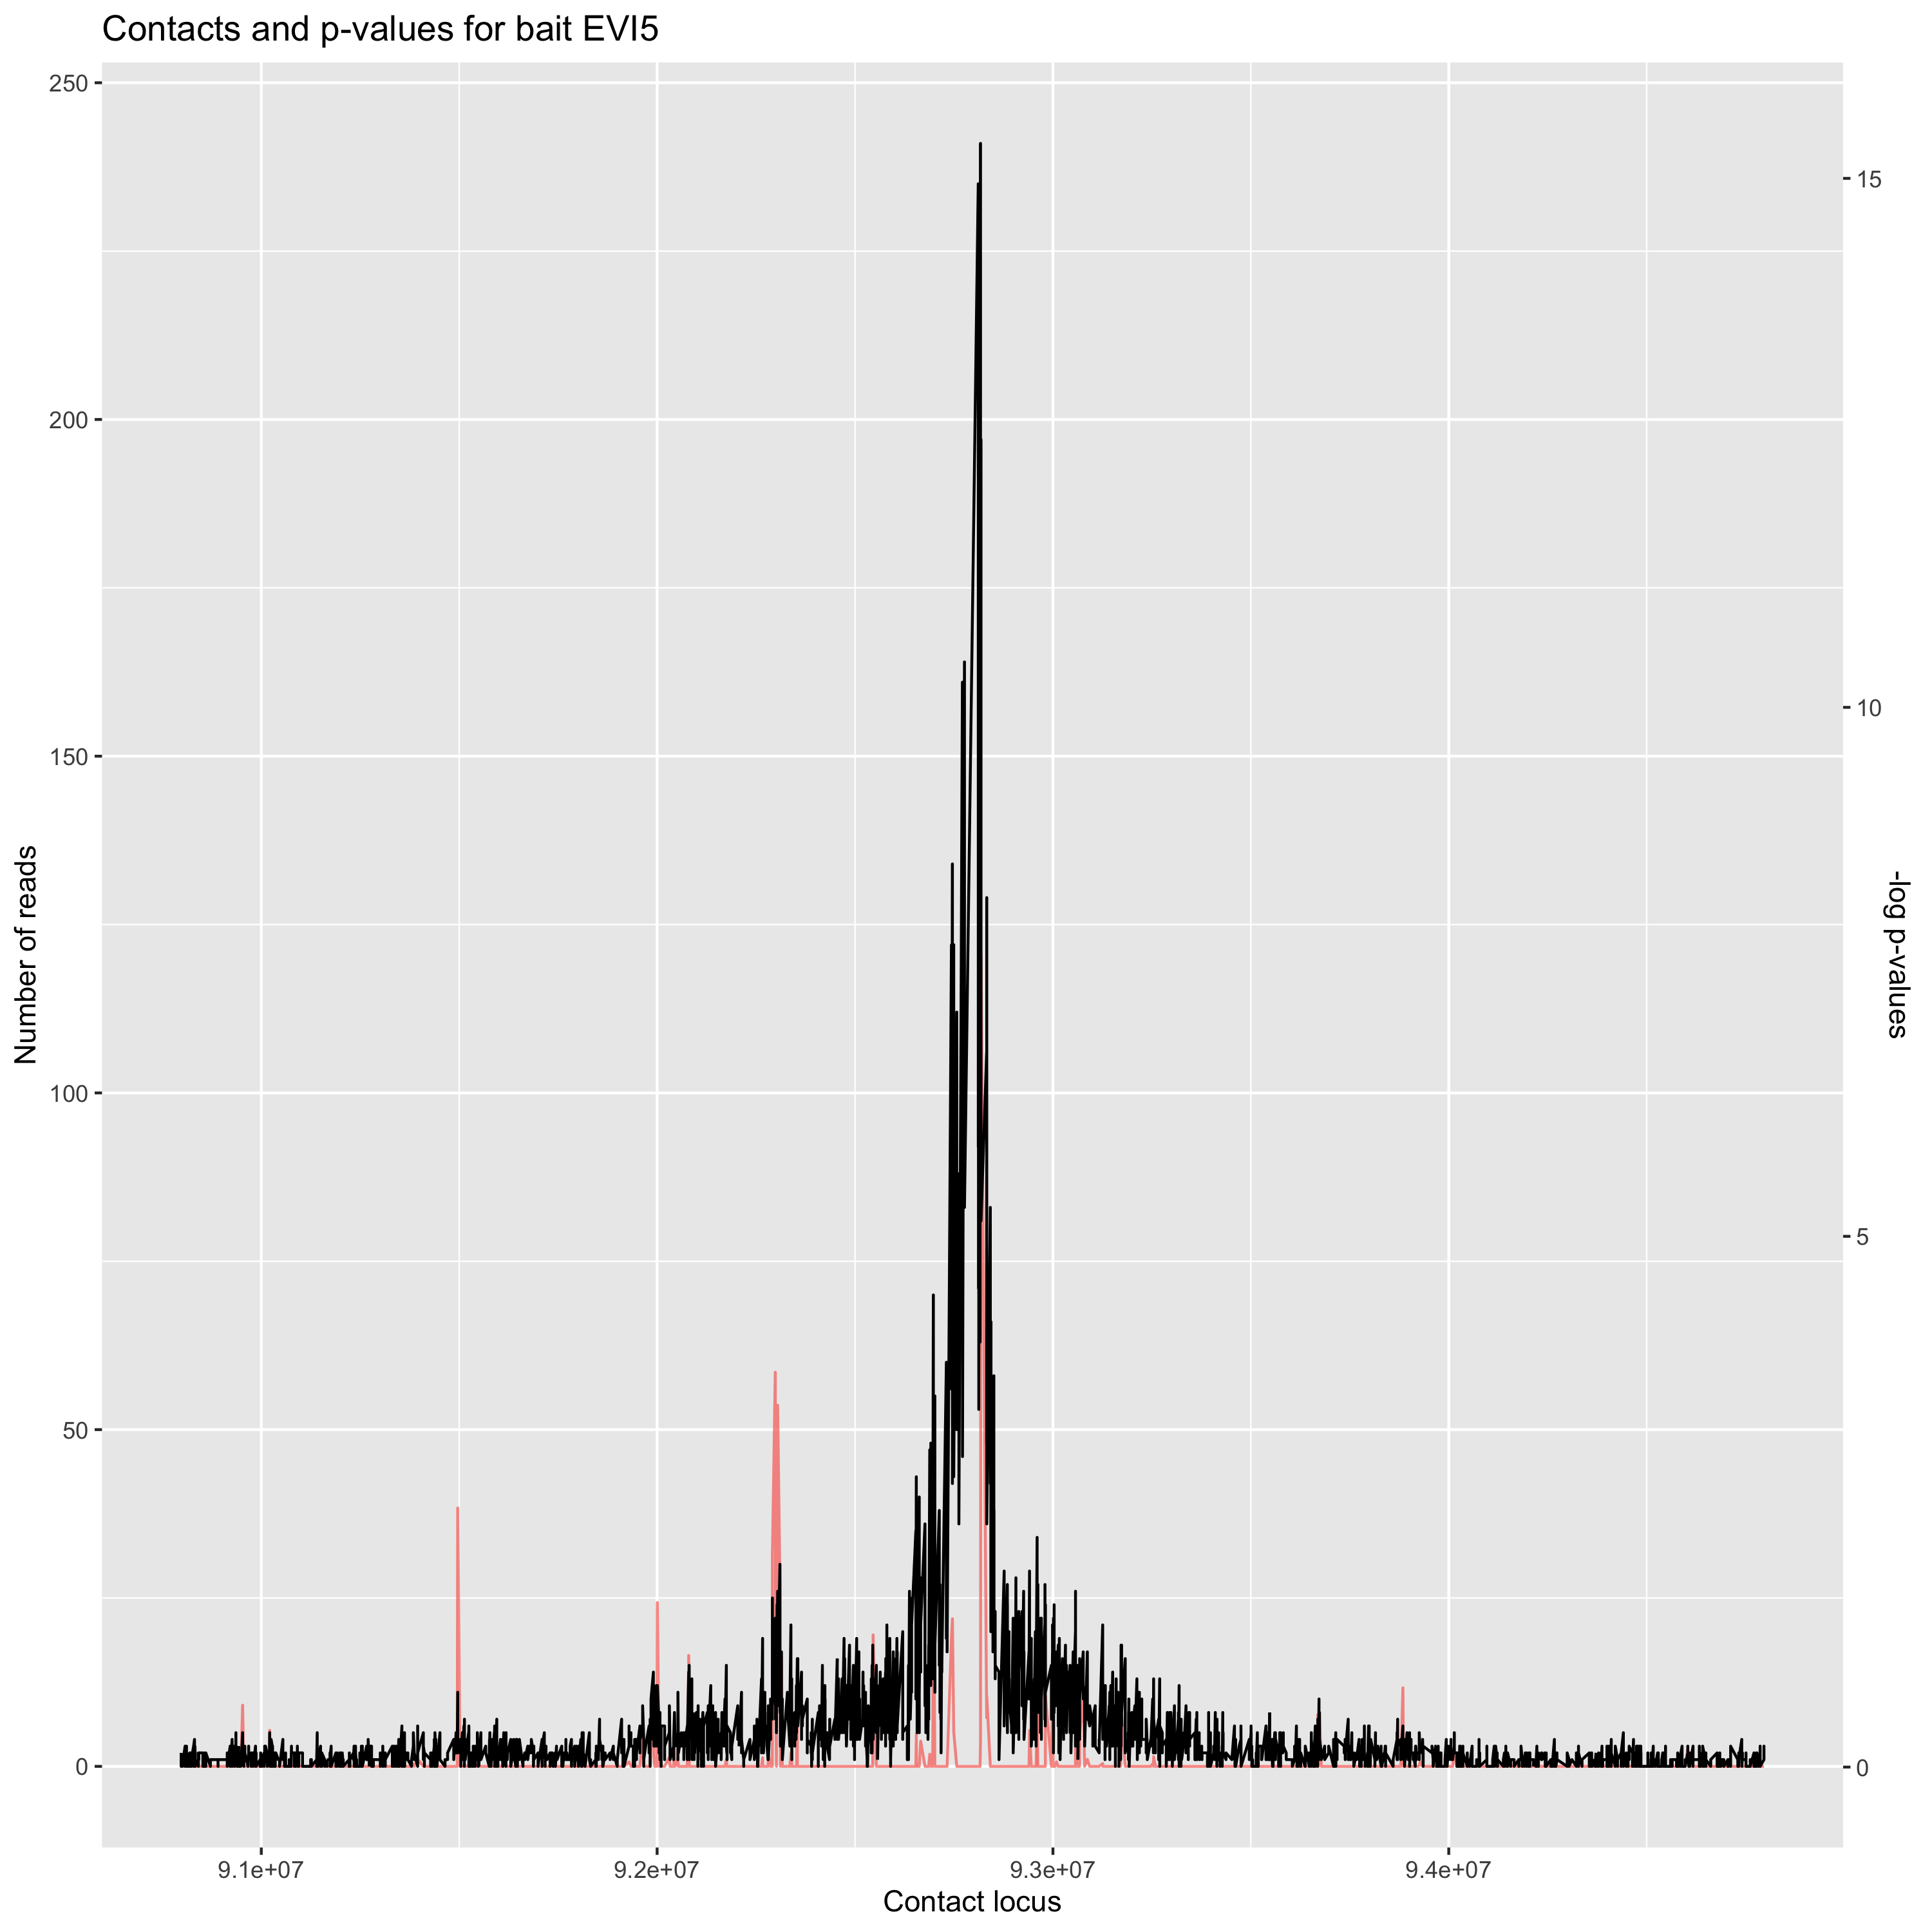 Contacts and p-values for bait EVI5
250
200
150
100
50
0
Number of reads
15
10
5
0
-log p-values
9.1e+07
9.2e+07
9.3e+07
9.4e+07
Contact locus